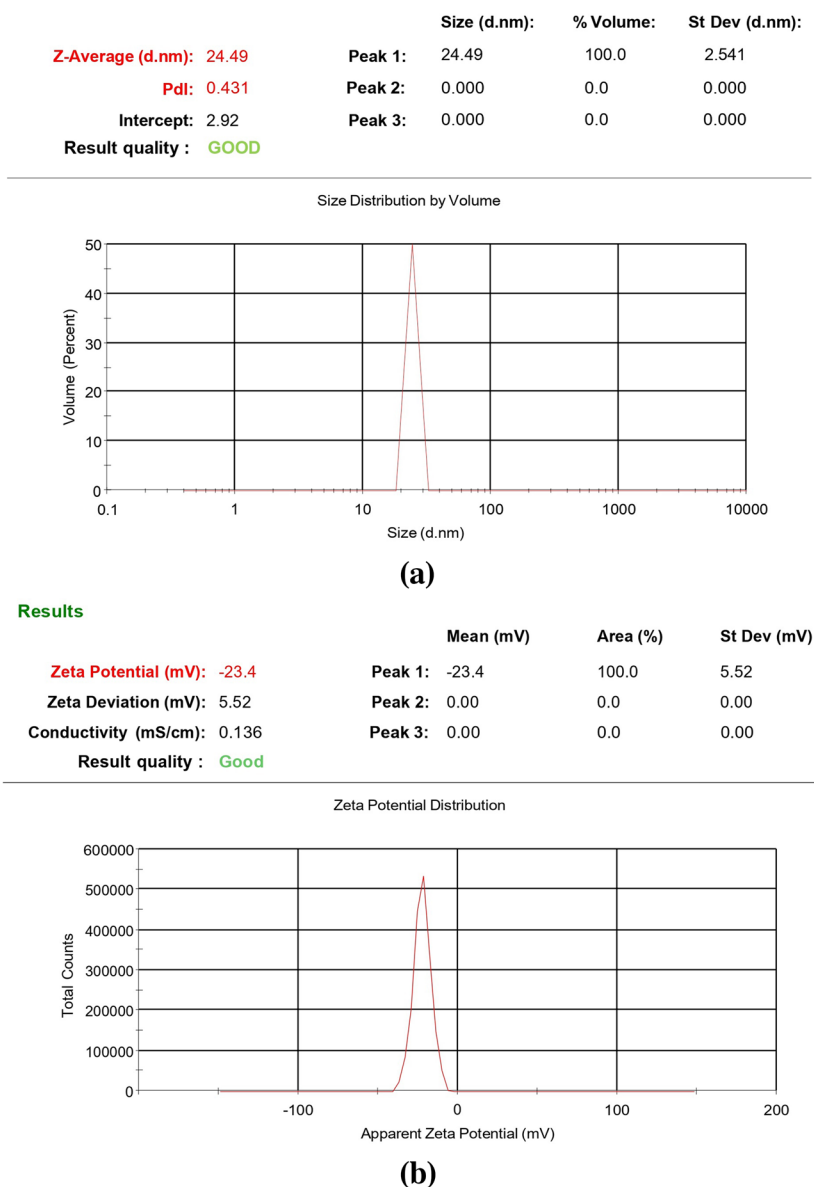 Size (d.nm): % Volume: St Dev (d.nm):
Z-Average (d.nm): 24.49 Peak 1: 24.49 100.0 2.541
PdI: 0.431 Peak 2: 0.000 0.0 0.000
Intercept: 2.92 Peak 3: 0.000 0.0 0.000
Result quality : GOOD
Size Distribution by Volume
50
40
30
20
10
0
Volume (Percent)
0.1 1 10 100 1000 10000
Size (d.nm)
(a)
Results
Mean (mV) Area (%) St Dev (mV)
Zeta Potential (mV): -23.4 Peak 1: -23.4 100.0 5.52
Zeta Deviation (mV): 5.52 Peak 2: 0.00 0.0 0.00
Conductivity (mS/cm): 0.136 Peak 3: 0.00 0.0 0.00
Result quality : Good
Zeta Potential Distribution
600000
500000
400000
300000
200000
100000
0
Total Counts
-100 0 100 200
Apparent Zeta Potential (mV)
(b)